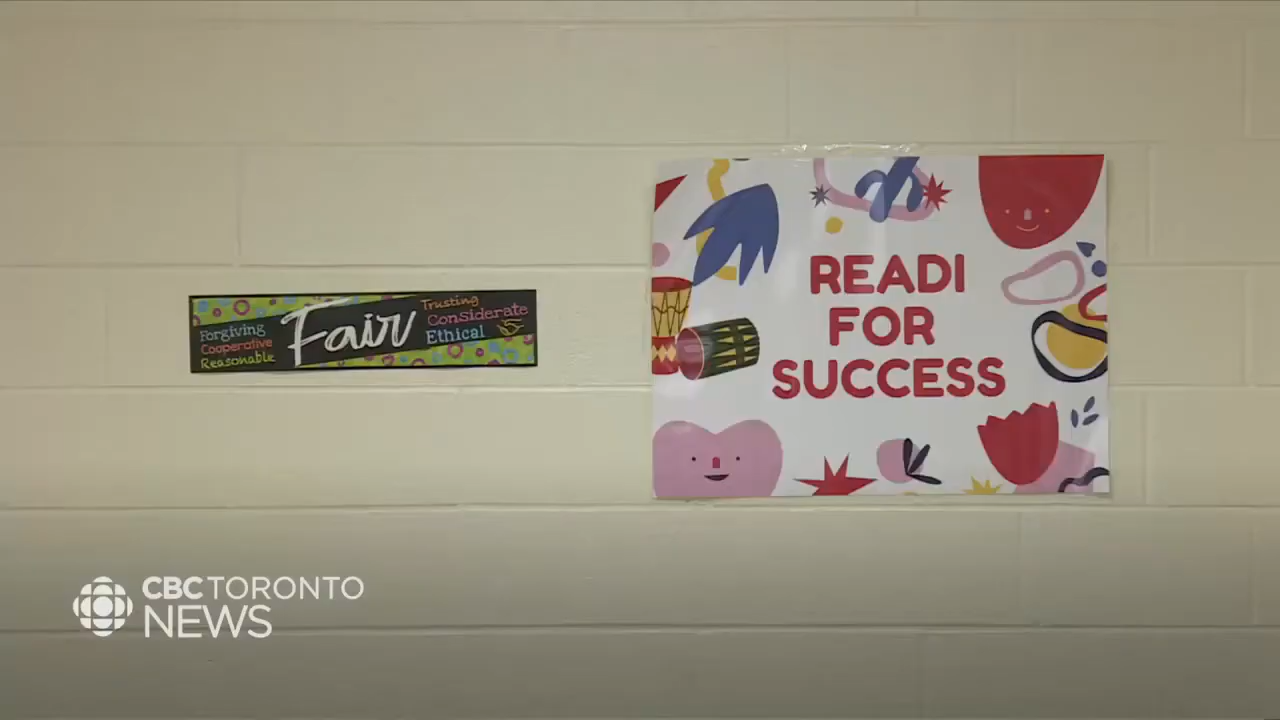 Forgiving
Cooperative
Reasonable
Fair
Trusting
Considerate
Ethical
READI
FOR
SUCCESS
CBC TORONTO
NEWS